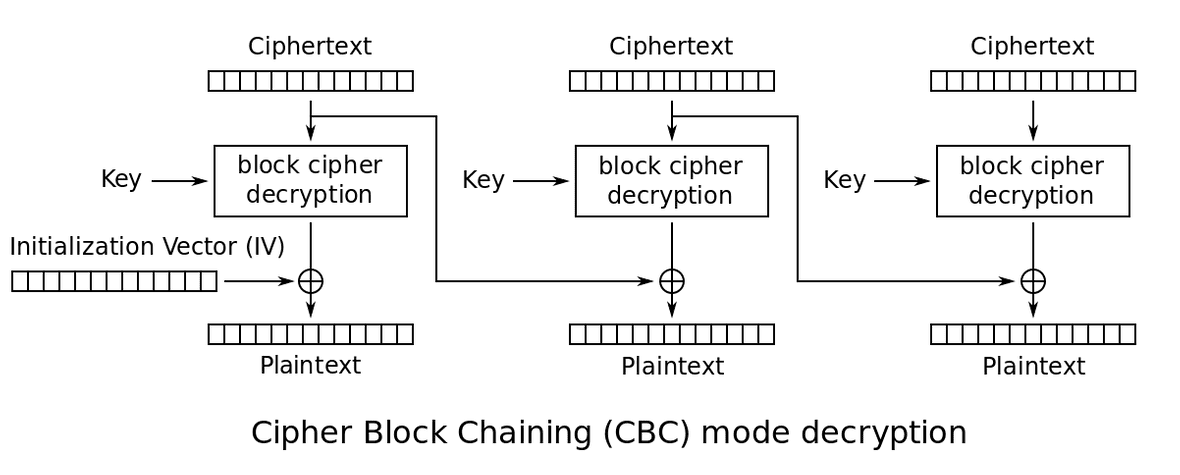 Ciphertext
Ciphertext
Ciphertext
block cipher
decryption
block cipher
decryption
block cipher
decryption
Key
Key
Key
Initialization Vector (IV)
Plaintext
Plaintext
Plaintext
Cipher Block Chaining (CBC) mode decryption